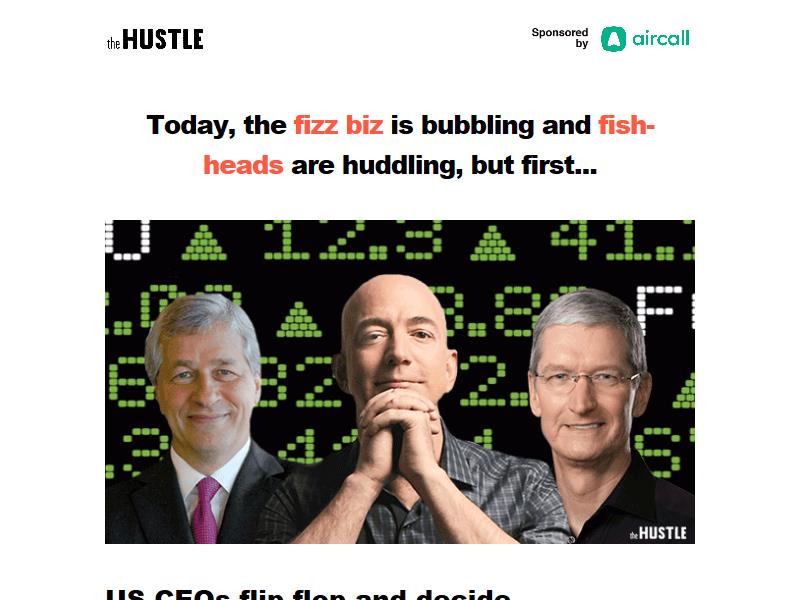 the HUSTLE
Sponsored
by
aircall
Today, the fizz biz is bubbling and fish-
heads are huddling, but first...
12.3 41.
the HUSTLE
US CEOs flip flop and decide